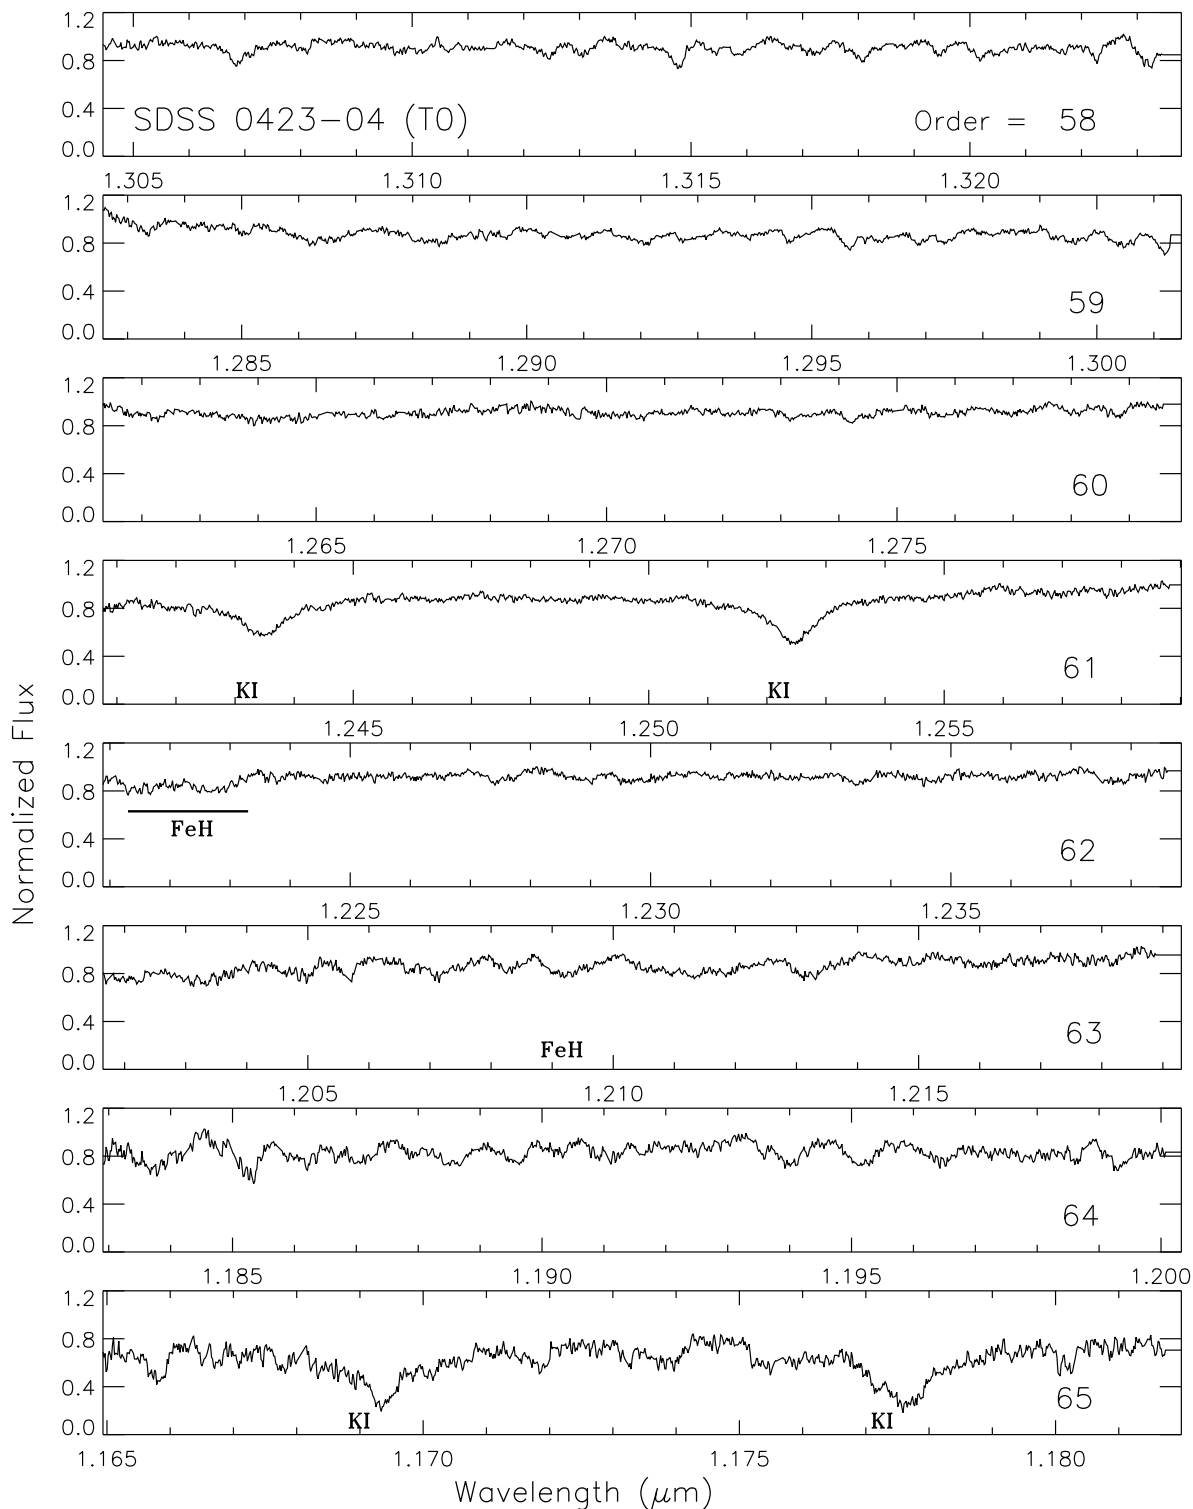 1.2
0.8
0.4
0.0
SDSS 0423-04 (T0)
Order = 58
1.305 1.310 1.315 1.320
1.2
0.8
0.4
0.0
59
1.285 1.290 1.295 1.300
1.2
0.8
0.4
0.0
60
1.265 1.270 1.275
1.2
0.8
0.4
0.0
KI KI
61
1.245 1.250 1.255
1.2
0.8
0.4
0.0
FeH
62
1.225 1.230 1.235
1.2
0.8
0.4
0.0
FeH
63
1.205 1.210 1.215
1.2
0.8
0.4
0.0
64
1.185 1.190 1.195 1.200
1.2
0.8
0.4
0.0
KI KI
65
1.165 1.170 1.175 1.180
Wavelength (μm)
Normalized Flux